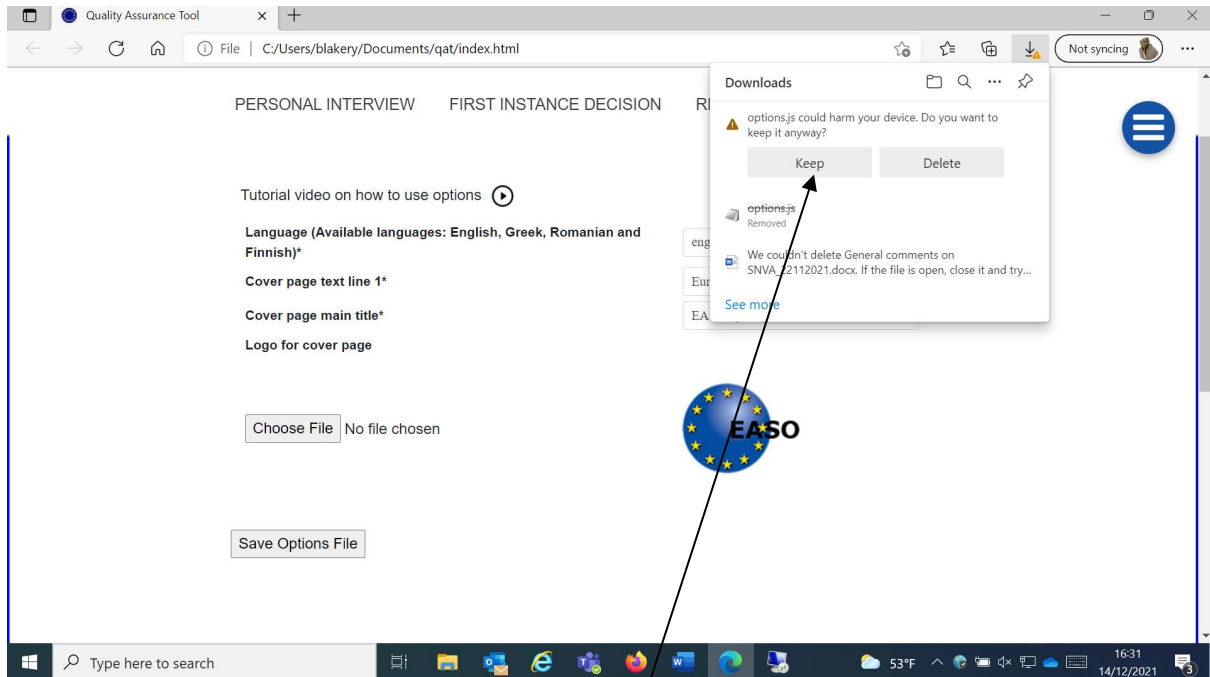 Quality Assurance Tool
File | C:/Users/blakery/Documents/qat/index.html
Not syncing
PERSONAL INTERVIEW FIRST INSTANCE DECISION
Downloads
options.js could harm your device. Do you want to
keep it anyway?
Keep Delete
options.js
Removed
We couldn't delete General comments on
SNVA_22112021.docx. If the file is open, close it and try...
See more
Tutorial video on how to use options
Language (Available languages: English, Greek, Romanian and
Finnish)*
eng
Cover page text line 1*
Eur
Cover page main title*
EA
Logo for cover page
Choose File No file chosen
EASO
Save Options File
Type here to search
53°F
16:31
14/12/2021
3